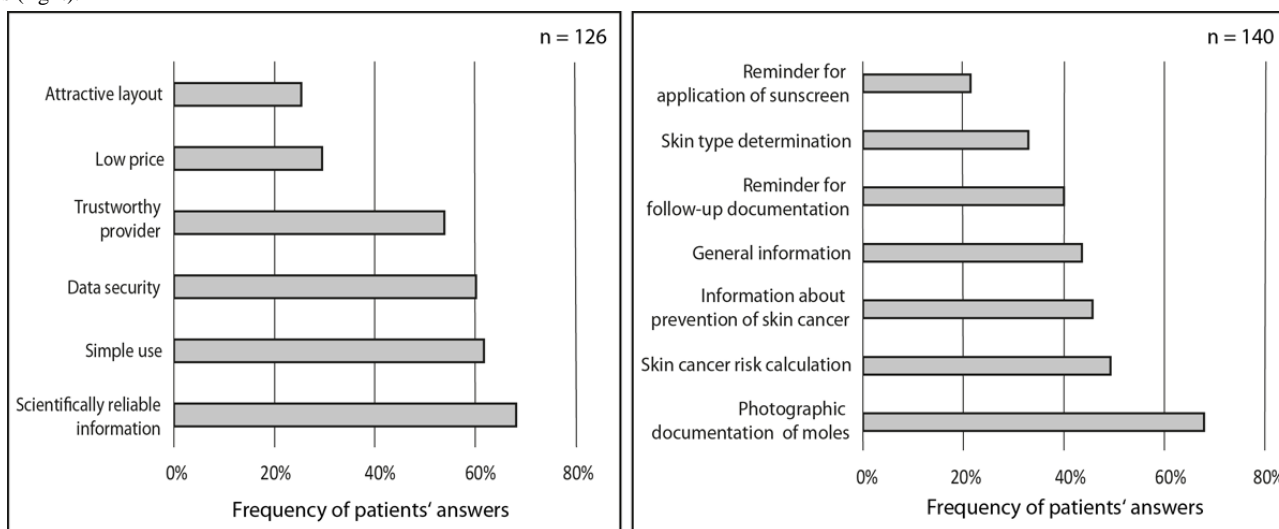 n = 126
Attractive layout
Low price
Trustworthy
provider
Data security
Simple use
Scientifically reliable
information
0% 20% 40% 60% 80%
Frequency of patients‘ answers
n = 140
Reminder for
application of sunscreen
Skin type determination
Reminder for
follow-up documentation
General information
Information about
prevention of skin cancer
Skin cancer risk calculation
Photographic
documentation of moles
0% 20% 40% 60% 80%
Frequency of patients‘ answers